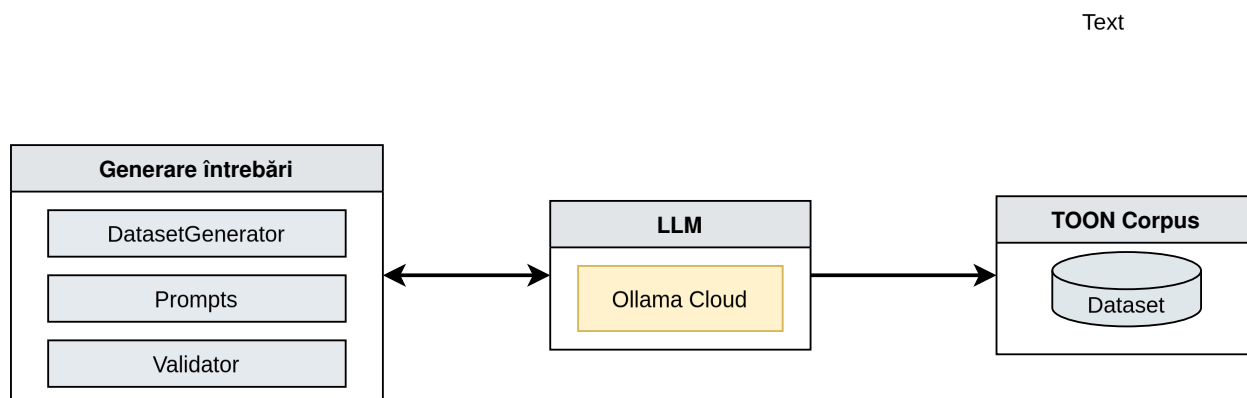 Text
Generare întrebări
DatasetGenerator
Prompts
Validator
LLM
Ollama Cloud
TOON Corpus
Dataset